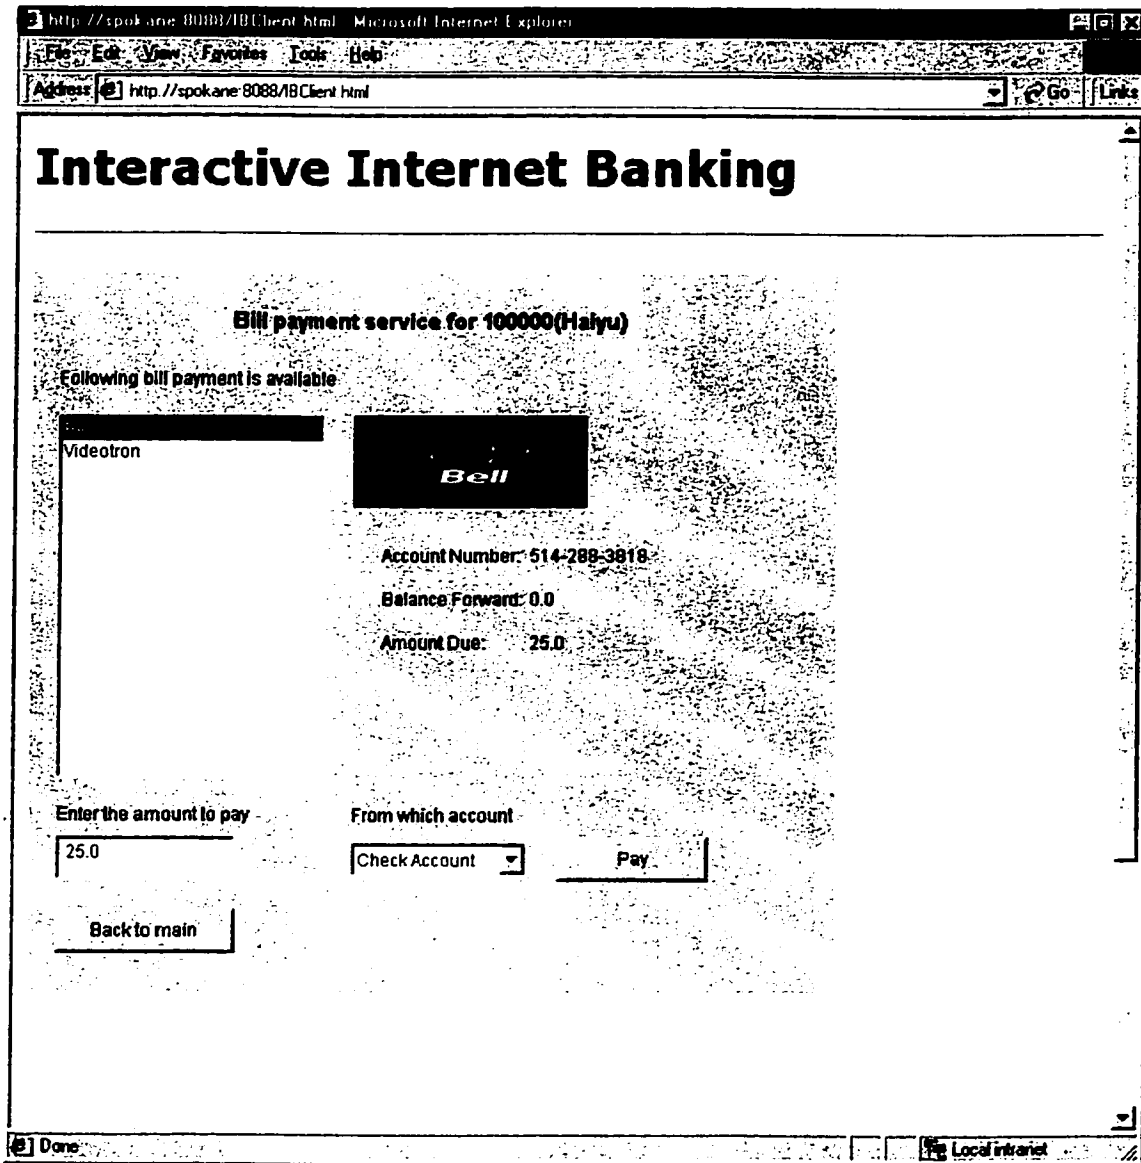 http://spokane:8088/IBClient.html - Microsoft Internet Explorer
File Edit View Favorites Tools Help
Address http://spokane:8088/IBClient.html Go Links
Interactive Internet Banking
Bill payment service for 100000(Haiyu)
Following bill payment is available
Videotron
Bell
Account Number: 514-288-3818
Balance Forward: 0.0
Amount Due: 25.0
Enter the amount to pay
From which account
25.0
Check Account
Pay
Back to main
Done
Local intranet